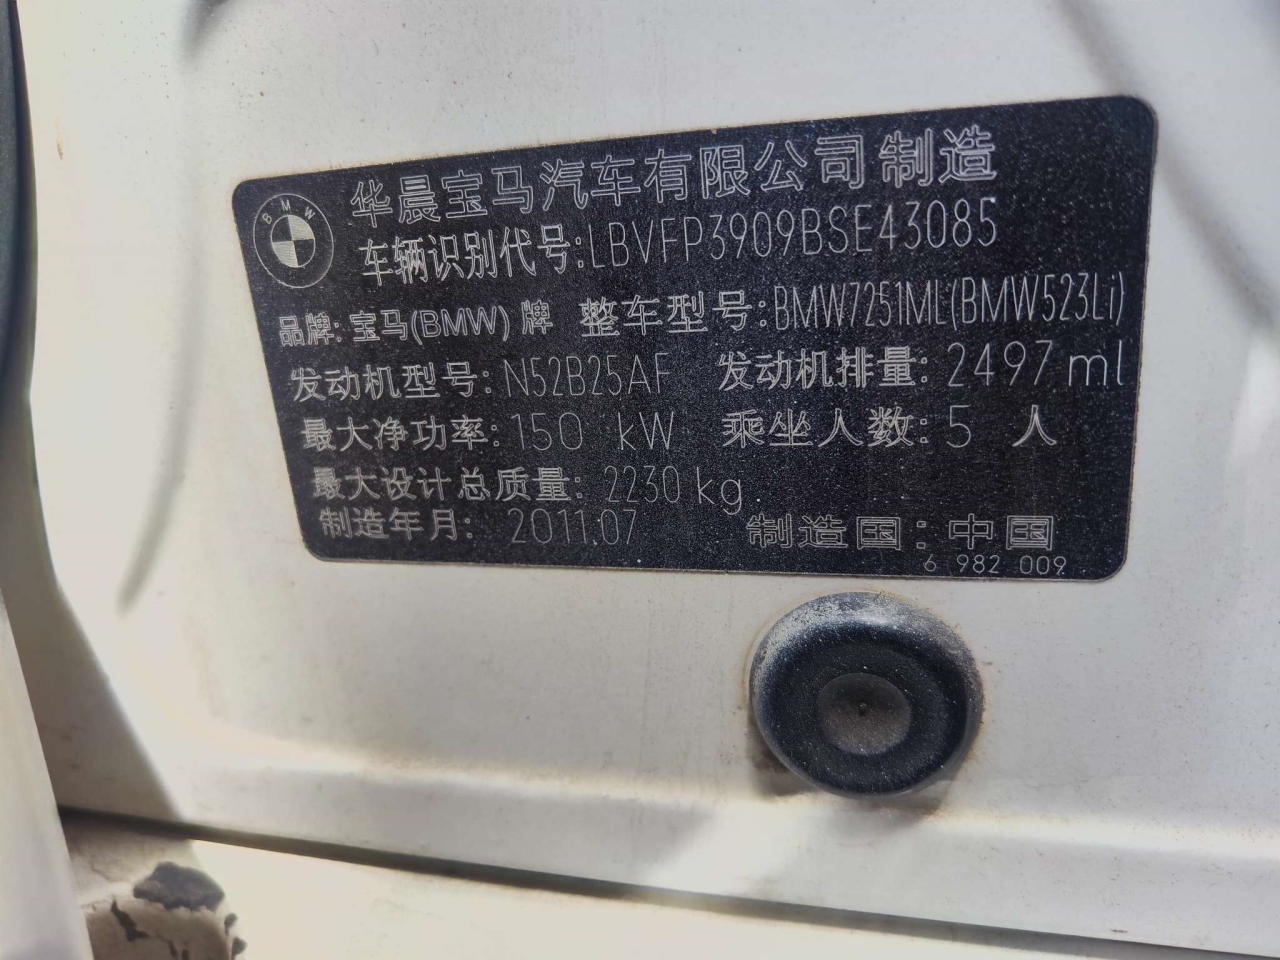 BMW
华晨宝马汽车有限公司制造
车辆识别代号:LBVFP3909BSE43085
品牌: 宝马(BMW) 牌 整车型号:BMW7251ML(BMW523Li)
发动机型号: N52B25AF 发动机排量: 2497 ml
最大净功率: 150 kW 乘坐人数: 5 人
最大设计总质量: 2230 kg
制造年月: 2011.07 制造国: 中国
6 982 009